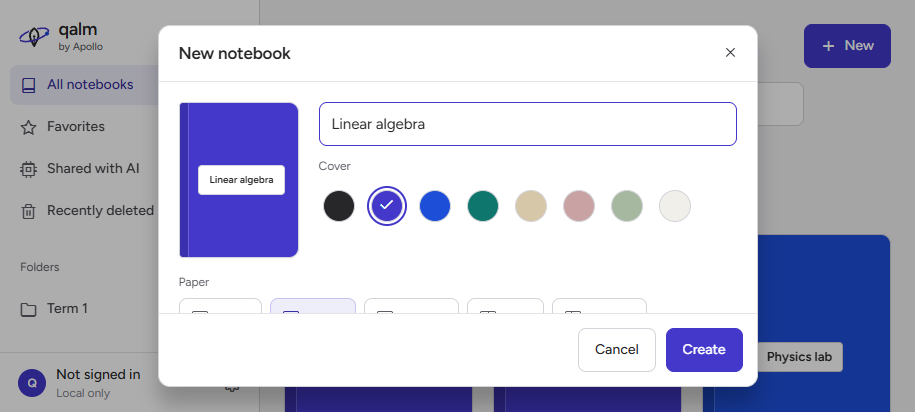 qalm
by Apollo
All notebooks
Favorites
Shared with AI
Recently deleted
Folders
Term 1
Q
Not signed in
Local only
New
New notebook
Linear algebra
Linear algebra
Cover
Paper
Cancel
Create
Physics lab